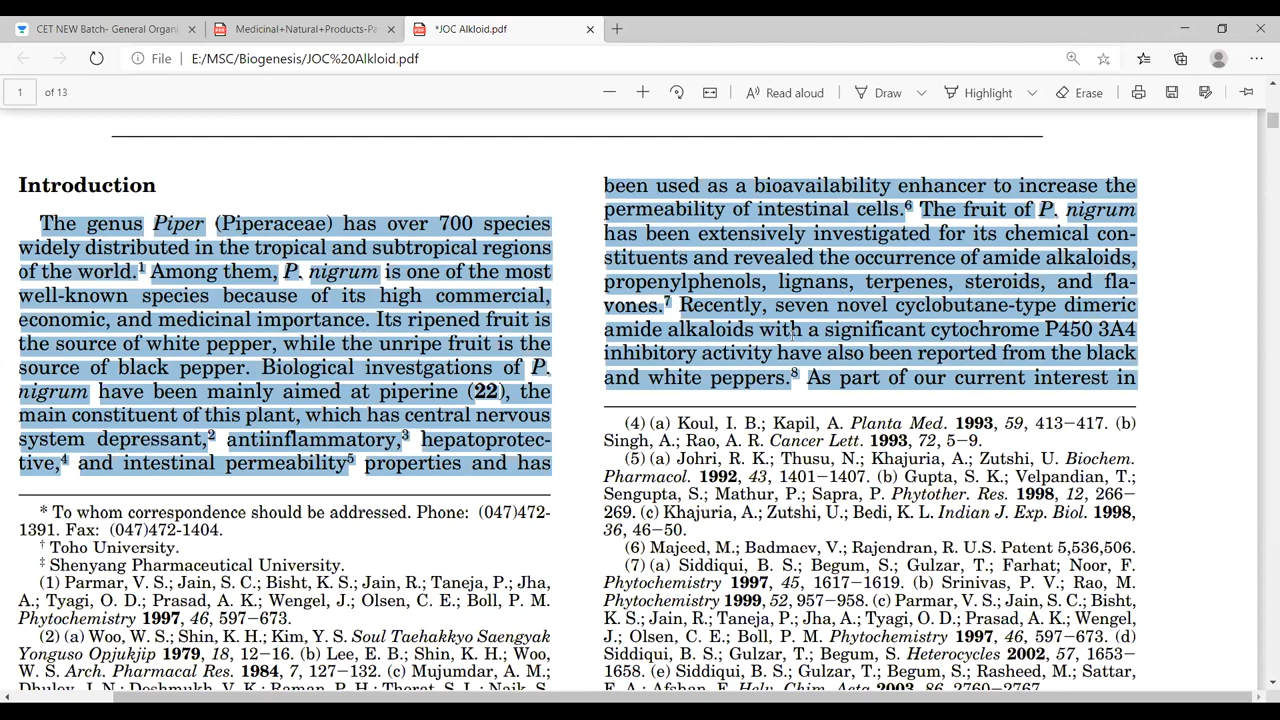 CET NEW Batch- General Organi
Medicinal+Natural+Products-Pa
*JOC Alkloid.pdf
File
E:/MSC/Biogenesis/JOC%20Alkloid.pdf
1 of 13
Read aloud
Draw
Highlight
Erase
Introduction
The genus Piper (Piperaceae) has over 700 species
widely distributed in the tropical and subtropical regions
of the world.1 Among them, P. nigrum is one of the most
well-known species because of its high commercial,
economic, and medicinal importance. Its ripened fruit is
the source of white pepper, while the unripe fruit is the
source of black pepper. Biological investgations of P.
nigrum have been mainly aimed at piperine (22), the
main constituent of this plant, which has central nervous
system depressant,2 antiinflammatory,3 hepatoprotec-
tive,4 and intestinal permeability5 properties and has
* To whom correspondence should be addressed. Phone: (047)472-
1391. Fax: (047)472-1404.
† Toho University.
‡ Shenyang Pharmaceutical University.
(1) Parmar, V. S.; Jain, S. C.; Bisht, K. S.; Jain, R.; Taneja, P.; Jha,
A.; Tyagi, O. D.; Prasad, A. K.; Wengel, J.; Olsen, C. E.; Boll, P. M.
Phytochemistry 1997, 46, 597−673.
(2) (a) Woo, W. S.; Shin, K. H.; Kim, Y. S. Soul Taehakkyo Saengyak
Yonguso Opjukjip 1979, 18, 12−16. (b) Lee, E. B.; Shin, K. H.; Woo,
W. S. Arch. Pharmacal Res. 1984, 7, 127−132. (c) Mujumdar, A. M.;
Dhuley, J. N.; Deshmukh, V. K.; Raman, P. H.; Thorat, S. L.; Naik, S.
been used as a bioavailability enhancer to increase the
permeability of intestinal cells.6 The fruit of P. nigrum
has been extensively investigated for its chemical con-
stituents and revealed the occurrence of amide alkaloids,
propenylphenols, lignans, terpenes, steroids, and fla-
vones.7 Recently, seven novel cyclobutane-type dimeric
amide alkaloids with a significant cytochrome P450 3A4
inhibitory activity have also been reported from the black
and white peppers.8 As part of our current interest in
(4) (a) Koul, I. B.; Kapil, A. Planta Med. 1993, 59, 413−417. (b)
Singh, A.; Rao, A. R. Cancer Lett. 1993, 72, 5−9.
(5) (a) Johri, R. K.; Thusu, N.; Khajuria, A.; Zutshi, U. Biochem.
Pharmacol. 1992, 43, 1401−1407. (b) Gupta, S. K.; Velpandian, T.;
Sengupta, S.; Mathur, P.; Sapra, P. Phytother. Res. 1998, 12, 266−
269. (c) Khajuria, A.; Zutshi, U.; Bedi, K. L. Indian J. Exp. Biol. 1998,
36, 46−50.
(6) Majeed, M.; Badmaev, V.; Rajendran, R. U.S. Patent 5,536,506.
(7) (a) Siddiqui, B. S.; Begum, S.; Gulzar, T.; Farhat; Noor, F.
Phytochemistry 1997, 45, 1617−1619. (b) Srinivas, P. V.; Rao, M.
Phytochemistry 1999, 52, 957−958. (c) Parmar, V. S.; Jain, S. C.; Bisht,
K. S.; Jain, R.; Taneja, P.; Jha, A.; Tyagi, O. D.; Prasad, A. K.; Wengel,
J.; Olsen, C. E.; Boll, P. M. Phytochemistry 1997, 46, 597−673. (d)
Siddiqui, B. S.; Gulzar, T.; Begum, S. Heterocycles 2002, 57, 1653−
1658. (e) Siddiqui, B. S.; Gulzar, T.; Begum, S.; Rasheed, M.; Sattar,
F. A.; Afshan, F. Helv. Chim. Acta 2003, 86, 2760−2767.